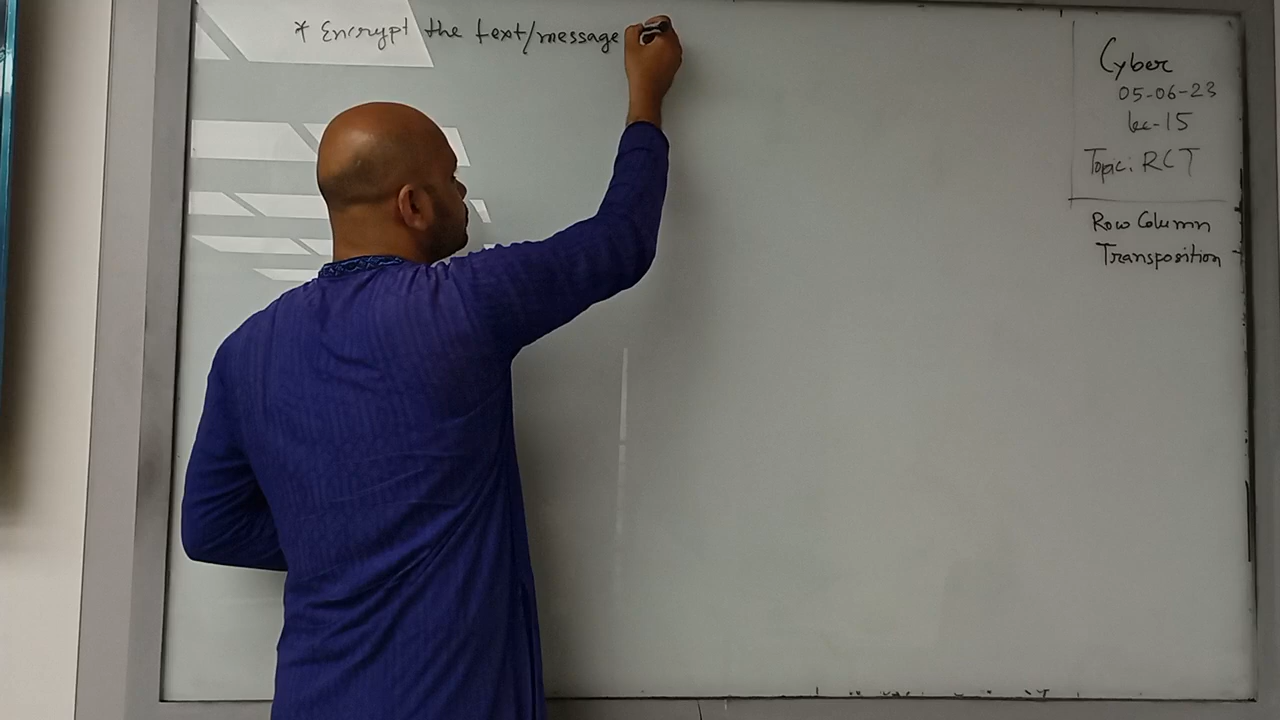 * Encrypt the text/message
Cyber
05-06-23
Lec-15
Topic: RCT
Row Column
Transposition